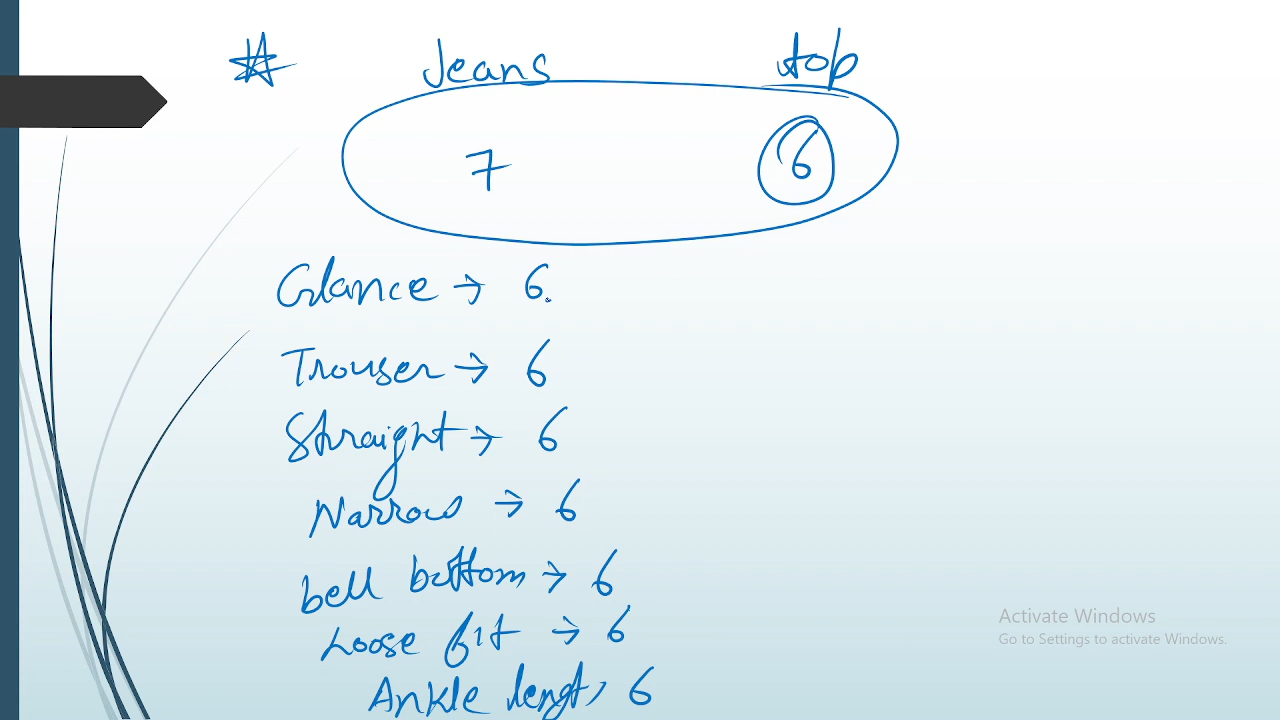 * Jeans top
7 6
Glance → 6.
Trouser → 6
Straight → 6
Narrow → 6
bell bottom → 6
Loose fit → 6
Ankle lengt, 6
Activate Windows
Go to Settings to activate Windows.